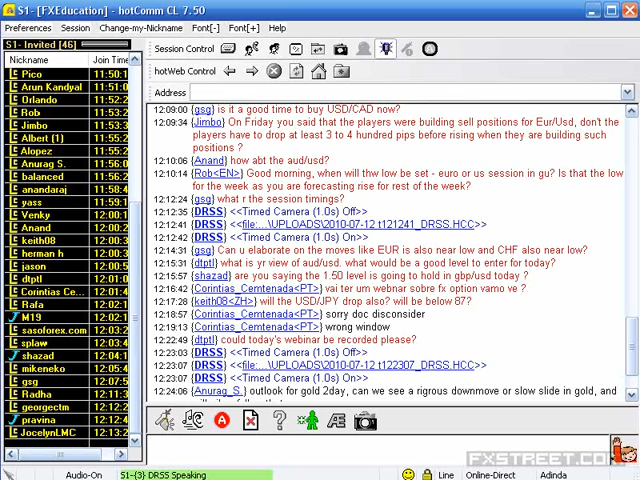 S1- [FXEducation] - hotComm CL 7.50
Preferences Session Change-my-Nickname Font[-] Font[+] Help
S1- Invited [46]
Session Control
Nickname Join Time
hotWeb Control
Pico 11:50:1
Arun Kandyal 11:51:0
Address
Orlando 11:52:2
Rob 11:53:2
Jimbo 11:53:5
Albert (1) 11:55:4
Alopez 11:55:2
Anurag S. 11:56:0
balanced 11:56:2
anandaraj 11:58:4
yass 11:59:2
Venky 12:00:1
Anand 12:00:1
keith08 12:00:3
herman h 12:00:4
jason 12:01:0
dtptl 12:01:0
Corintias Ce... 12:01:2
Rafa 12:02:1
M19 12:02:1
sasoforex.com 12:02:1
splaw 12:03:2
shazad 12:04:1
mikeneko 12:05:2
gsg 12:07:5
Radha 12:12:1
georgectm 12:12:2
pravina 12:12:4
JocelynLMC 12:13:2
12:09:00 {gsg} is it a good time to buy USD/CAD now?
12:09:34 {Jimbo} On Friday you said that the players were building sell positions for Eur/Usd, don't the
players have to drop at least 3 to 4 hundred pips before rising when they are building such
positions ?
12:10:06 {Anand} how abt the aud/usd?
12:10:14 {Rob<EN>} Good morning, when will thw low be set - euro or us session in gu? Is that the low
for the week as you are forecasting rise for rest of the week?
12:12:24 {gsg} what r the session timings?
12:12:35 {DRSS} <<Timed Camera (1.0s) Off>>
12:12:41 {DRSS} <<file:...\UPLOADS\2010-07-12 t121241_DRSS.HCC>>
12:12:42 {DRSS} <<Timed Camera (1.0s) On>>
12:14:31 {gsg} Can u elaborate on the moves like EUR is also near low and CHF also near low?
12:15:31 {dtptl} what is yr view of aud/usd. what would be a good level to enter for today?
12:15:57 {shazad} are you saying the 1.50 level is going to hold in gbp/usd today ?
12:16:42 {Corintias_Cemtenada<PT>} vai ter um webnar sobre fx option vamo ve ?
12:17:28 {keith08<ZH>} will the USD/JPY drop also? will be below 87?
12:18:57 {Corintias_Cemtenada<PT>} sorry doc disconsider
12:19:13 {Corintias_Cemtenada<PT>} wrong window
12:22:49 {dtptl} could today's webinar be recorded please?
12:23:03 {DRSS} <<Timed Camera (1.0s) Off>>
12:23:07 {DRSS} <<file:...\UPLOADS\2010-07-12 t122307_DRSS.HCC>>
12:23:07 {DRSS} <<Timed Camera (1.0s) On>>
12:24:06 {Anurag_S.} outlook for gold 2day, can we see a rigrous downmove or slow slide in gold, and
FXSTREET.COM
Audio-On S1-{3} DRSS Speaking Line Online-Direct Adinda